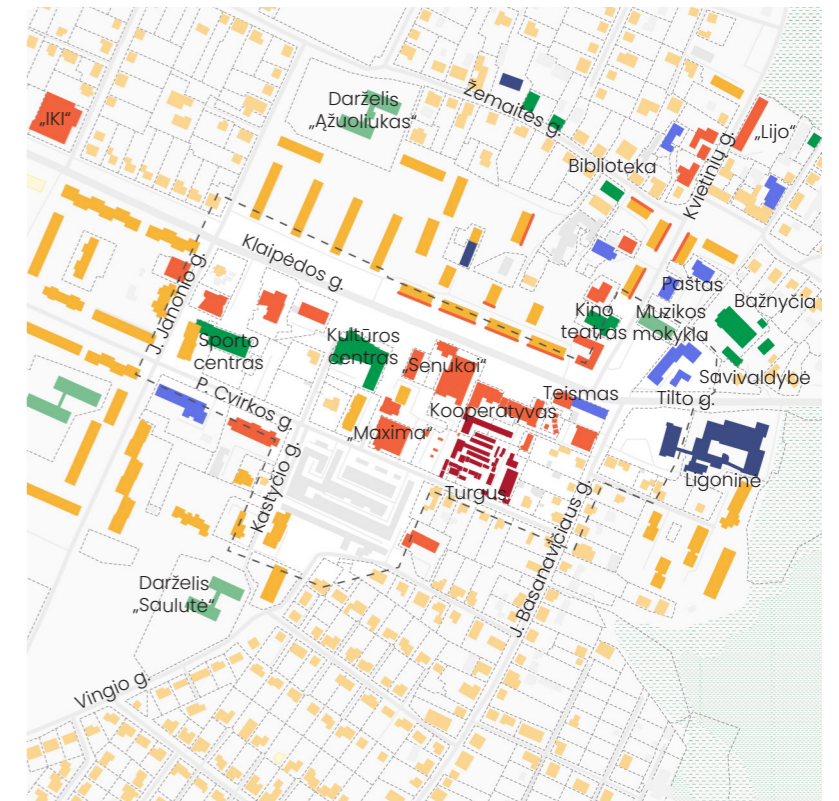 Žemaitės g.
Darželis
„Ąžuoliukas“
„IKI“
„Lijo“
Biblioteka
Kvietinių g.
Klaipėdos g.
J. Janonio g.
Paštas
Bažnyčia
Kino
teatras
Muzikos
mokykla
Sporto
centras
Kultūros
centras
„Senukai“
Savivaldybė
Teismas
Tilto g.
P. Cvirkos g.
Kooperatyvas
„Maxima“
Turgus
Ligoninė
Kastyčio g.
J. Basanavičiaus g.
Darželis
„Saulutė“
Vingio g.